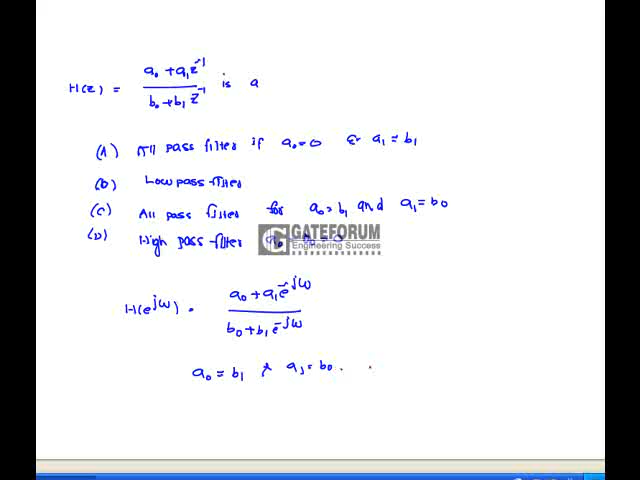 H(z) = (a₀ + a₁z⁻¹) / (b₀ + b₁z⁻¹) is a
(A) All pass filter if a₀=0 & a₁=b₁
(B) Low pass filter
(C) All pass filter for a₀=b₁ and a₁=b₀
(D) High pass filter
GATEFORUM
Engineering Success
H(e^jω) = (a₀ + a₁e^-jω) / (b₀ + b₁e^-jω)
a₀ = b₁ & a₁ = b₀.